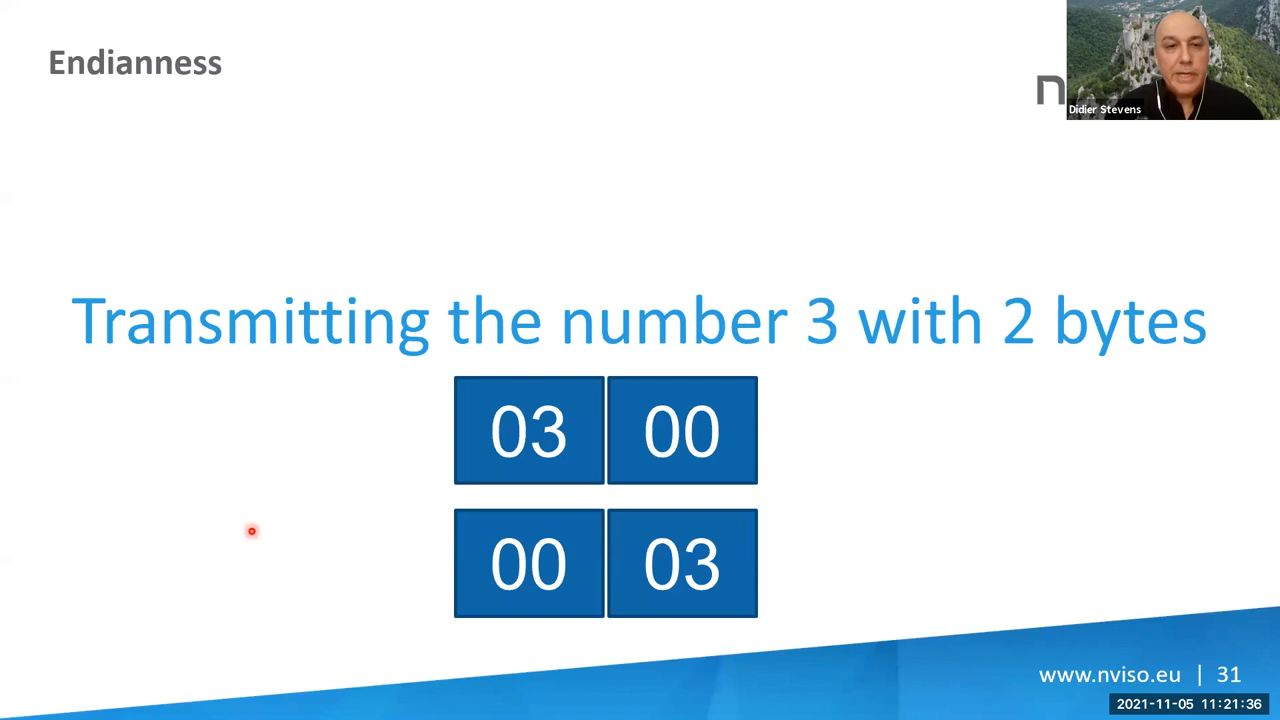 Endianness
n
Didier Stevens
Transmitting the number 3 with 2 bytes
03 00
00 03
www.nviso.eu | 31
2021-11-05 11:21:36